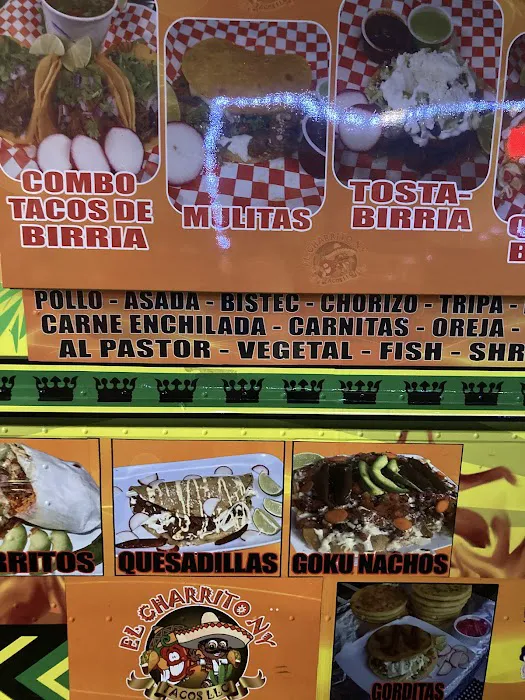 COMBO
TACOS DE
BIRRIA
MULITAS
TOSTA-
BIRRIA
POLLO - ASADA - BISTEC - CHORIZO - TRIPA -
CARNE ENCHILADA - CARNITAS - OREJA -
AL PASTOR - VEGETAL - FISH - SHR
RRITOS
QUESADILLAS
GOKU NACHOS
EL CHARRITO NY
TACOS LLC
GORDITAS